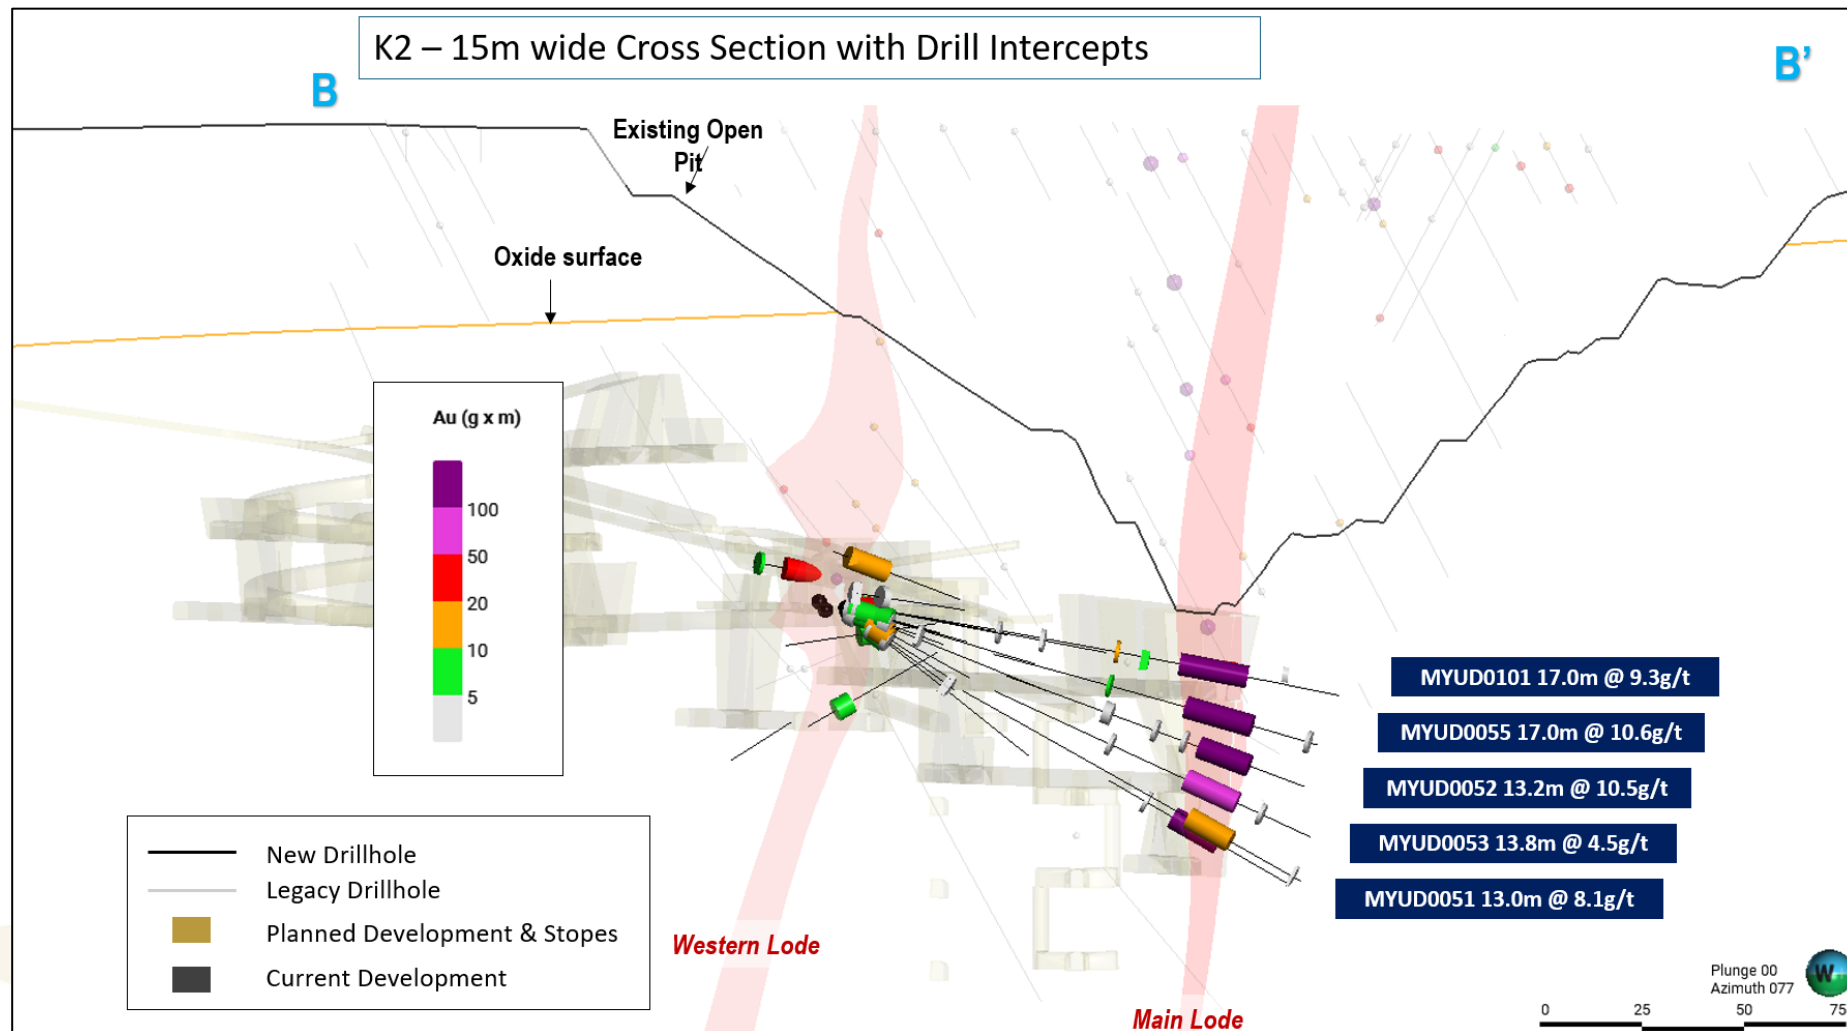 K2 – 15m wide Cross Section with Drill Intercepts
B
B’
Existing Open
Pit
Oxide surface
Au (g x m)
100
50
20
10
5
MYUD0101 17.0m @ 9.3g/t
MYUD0055 17.0m @ 10.6g/t
MYUD0052 13.2m @ 10.5g/t
MYUD0053 13.8m @ 4.5g/t
MYUD0051 13.0m @ 8.1g/t
New Drillhole
Legacy Drillhole
Planned Development & Stopes
Current Development
Western Lode
Main Lode
Plunge 00
Azimuth 077
W
0 25 50 75